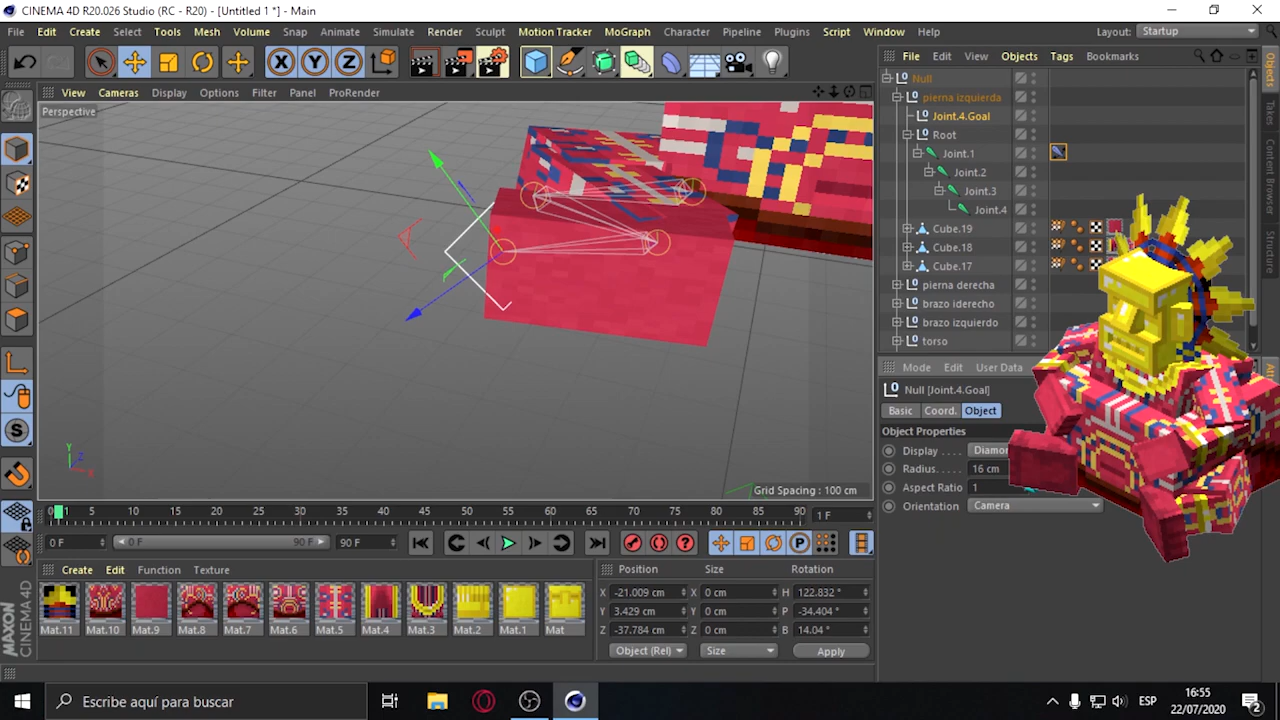 CINEMA 4D R20.026 Studio (RC - R20) - [Untitled 1 *] - Main
File Edit Create Select Tools Mesh Volume Snap Animate Simulate Render Sculpt Motion Tracker MoGraph Character Pipeline Plugins Script Window Help Layout: Startup
X Y Z
File Edit View Objects Tags Bookmarks
View Cameras Display Options Filter Panel ProRender
Perspective
Null
pierna izquierda
Joint.4.Goal
Root
Joint.1
Joint.2
Joint.3
Joint.4
Cube.19
Cube.18
Cube.17
pierna derecha
brazo iderecho
brazo izquierdo
torso
Objects
Takes
Content Browser
Structure
Mode Edit User Data
Null [Joint.4.Goal]
Basic Coord. Object
Object Properties
Display . . . . Diamon
Radius. . . . . 16 cm
Aspect Ratio 1
Orientation . Camera
Y Z X
Grid Spacing : 100 cm
0 1 5 10 15 20 25 30 35 40 45 50 55 60 65 70 75 80 85 90 1 F
0 F 0 F 90 F 90 F
P
Create Edit Function Texture
Mat.11 Mat.10 Mat.9 Mat.8 Mat.7 Mat.6 Mat.5 Mat.4 Mat.3 Mat.2 Mat.1 Mat
Position Size Rotation
X -21.009 cm X 0 cm H 122.832 °
Y 3.429 cm Y 0 cm P -34.404 °
Z -37.784 cm Z 0 cm B 14.04 °
Object (Rel) Size Apply
MAXON
CINEMA 4D
Escribe aquí para buscar
ESP
16:55
22/07/2020
2